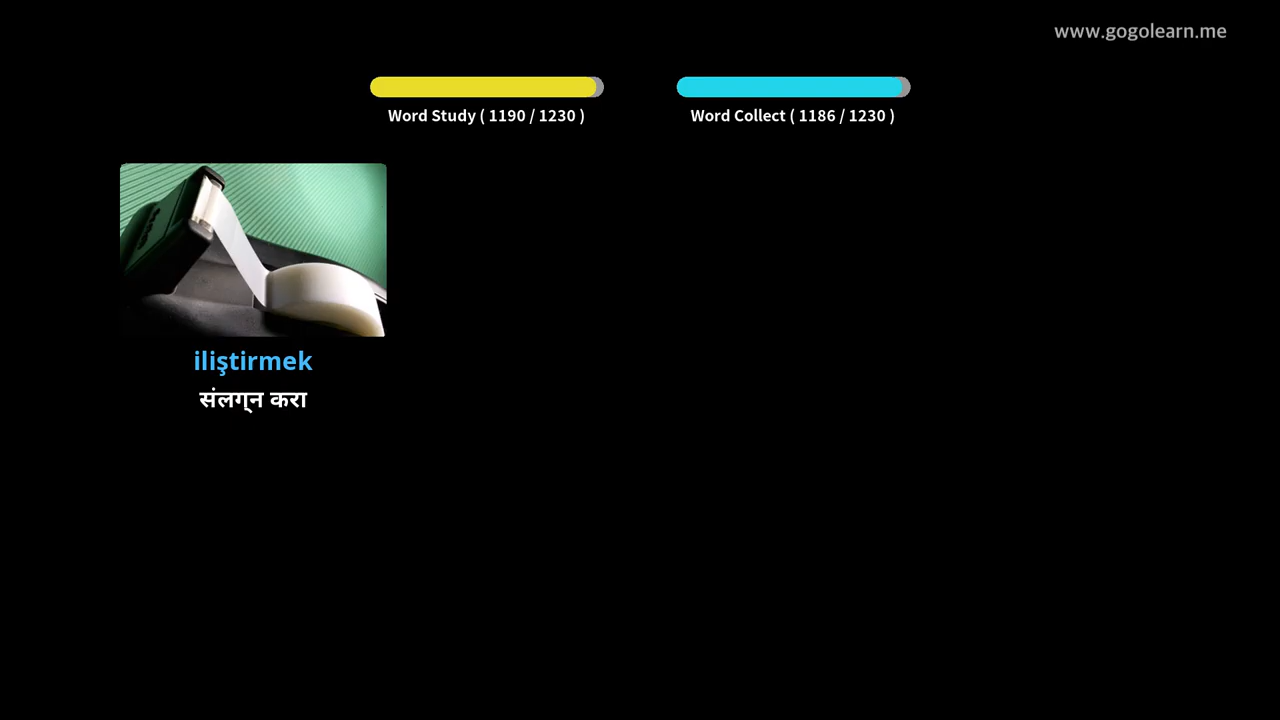 www.gogolearn.me
Word Study ( 1190 / 1230 )
Word Collect ( 1186 / 1230 )
iliştirmek
संलग्न करा